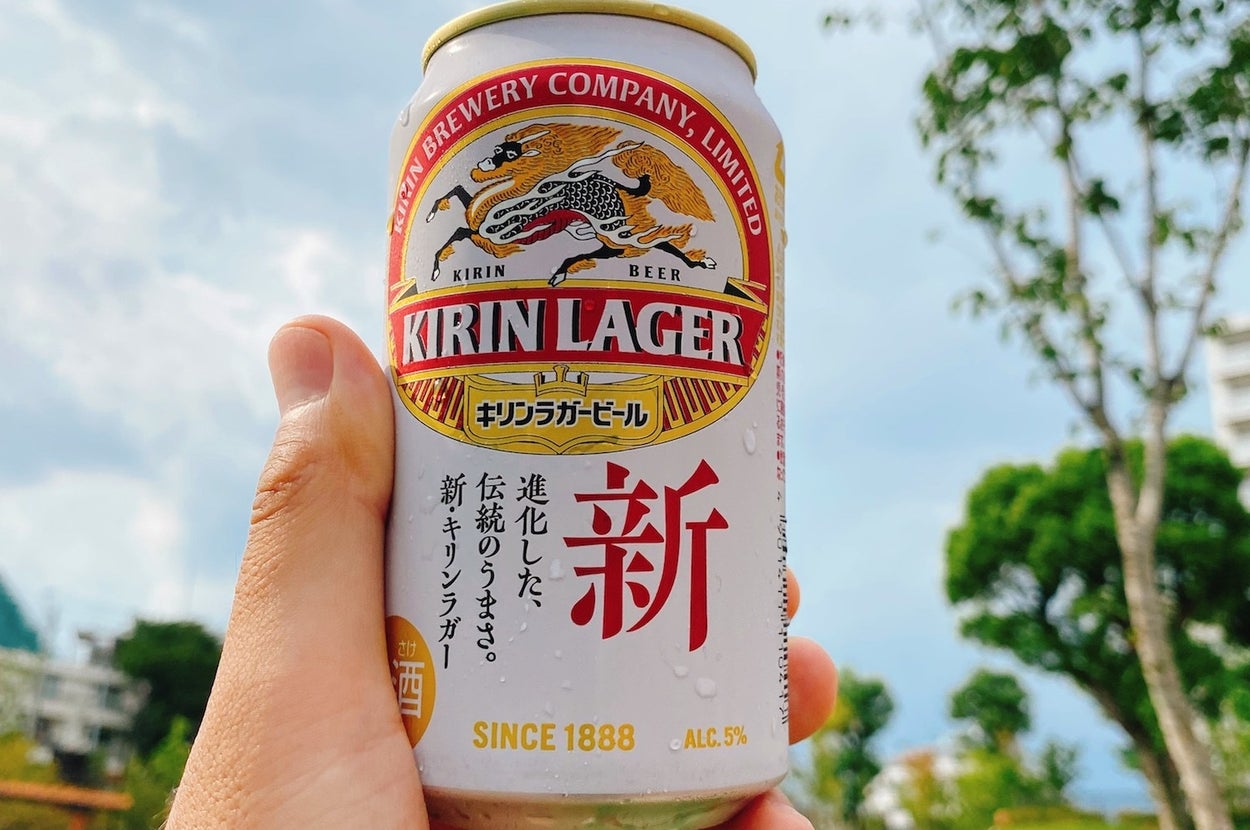 KIRIN BREWERY COMPANY, LIMITED
KIRIN BEER
KIRIN LAGER
キリンラガービール
新
進化した、
伝統のうまさ。
新・キリンラガー
さけ
酒
SINCE 1888
ALC. 5%